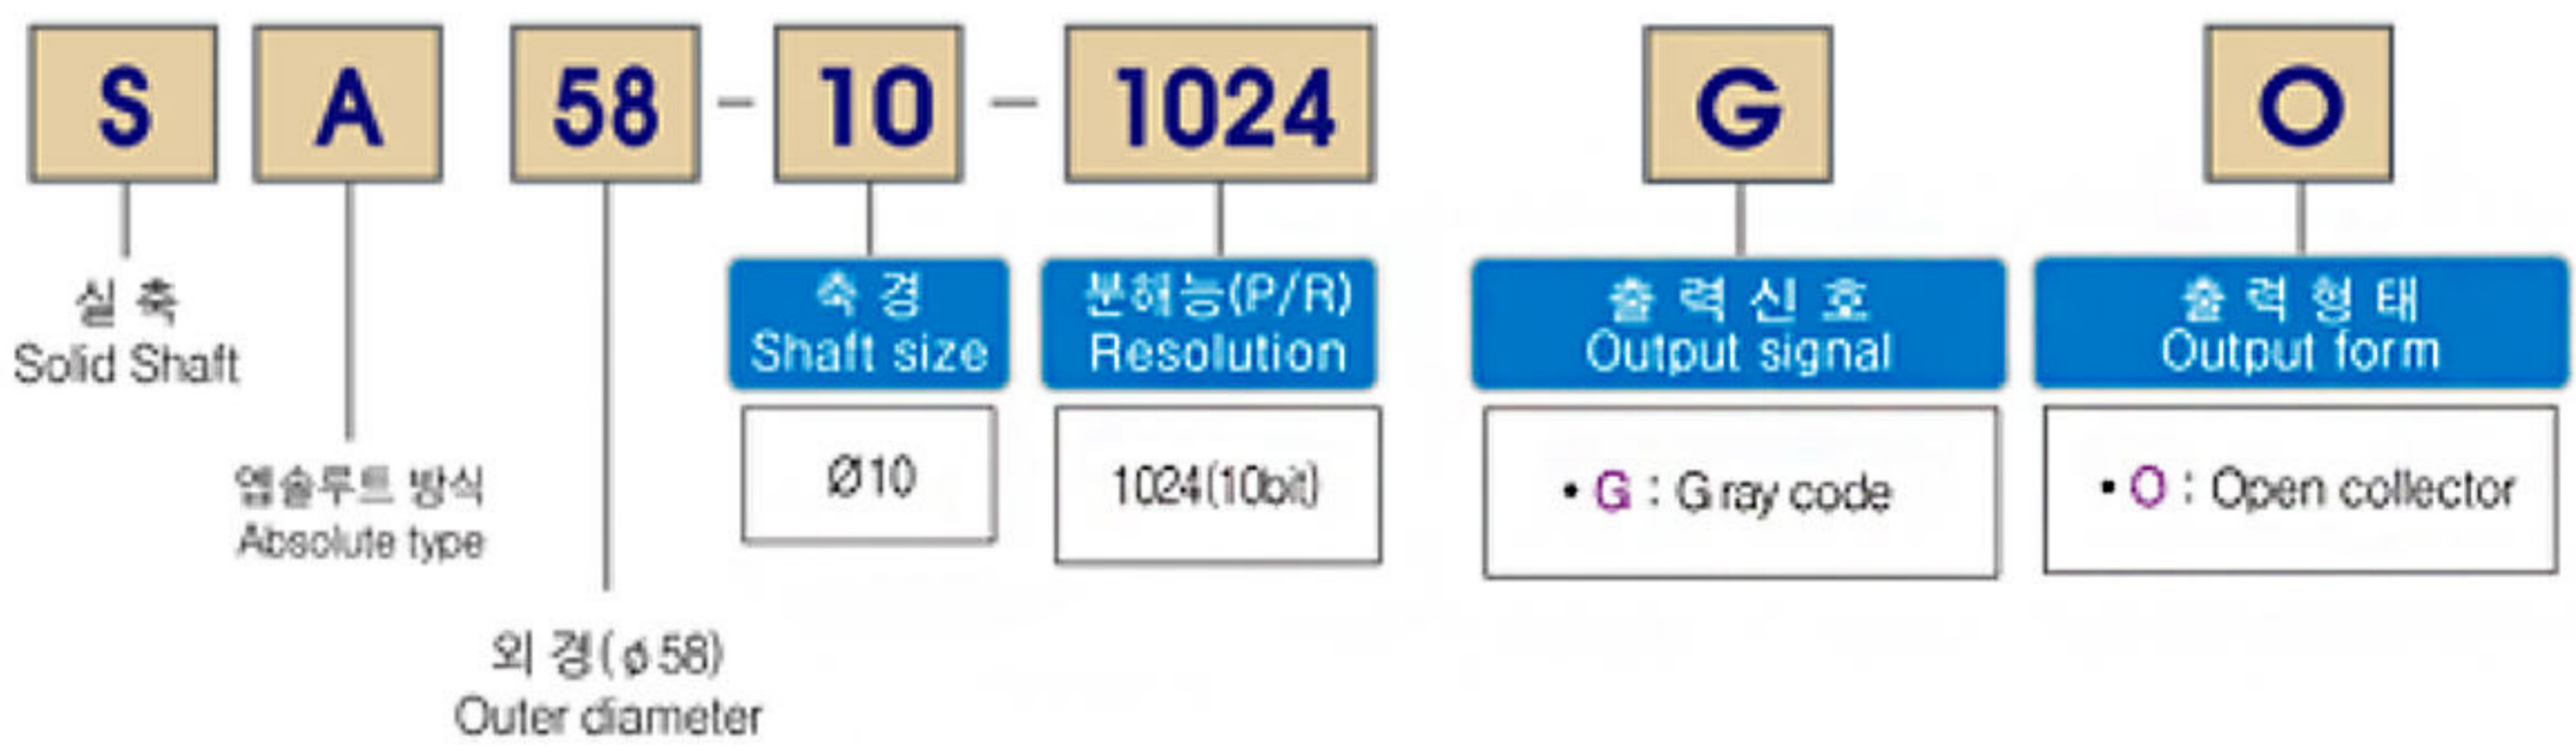 S A 58 - 10 - 1024 G O
실 축
Solid Shaft
앱솔루트 방식
Absolute type
외 경(ø58)
Outer diameter
축 경
Shaft size
Ø10
분해능(P/R)
Resolution
1024(10bit)
출 력 신 호
Output signal
• G : Gray code
출 력 형 태
Output form
• O : Open collector